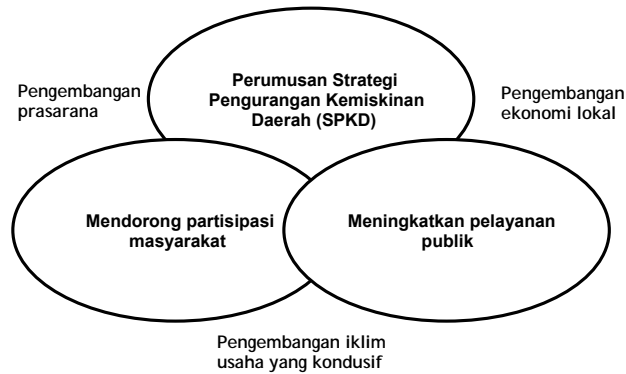 Perumusan Strategi
Pengurangan Kemiskinan
Daerah (SPKD)
Pengembangan
prasarana
Pengembangan
ekonomi lokal
Mendorong partisipasi
masyarakat
Meningkatkan pelayanan
publik
Pengembangan iklim
usaha yang kondusif